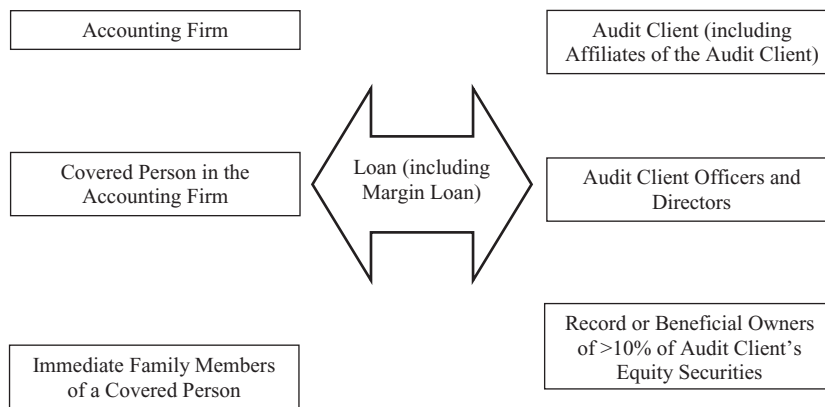 Accounting Firm
Audit Client (including
Affiliates of the Audit Client)
Covered Person in the
Accounting Firm
Loan (including
Margin Loan)
Audit Client Officers and
Directors
Immediate Family Members
of a Covered Person
Record or Beneficial Owners
of >10% of Audit Client’s
Equity Securities